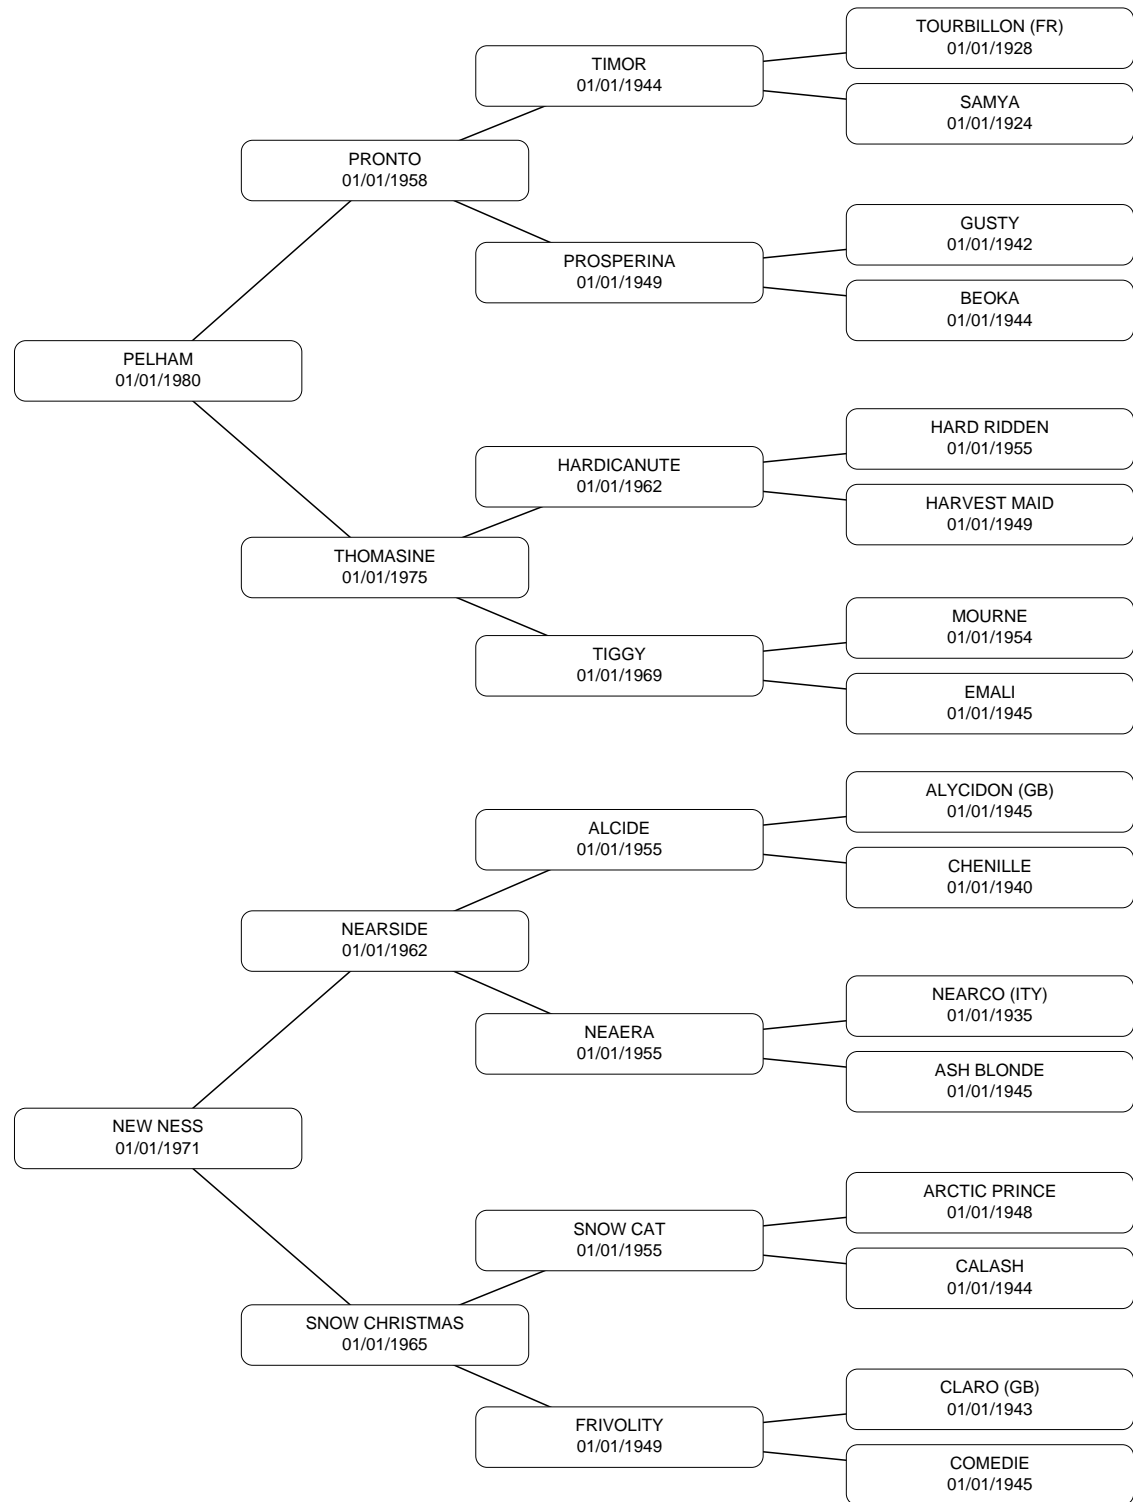 TOURBILLON (FR)
01/01/1928
TIMOR
01/01/1944
SAMYA
01/01/1924
PRONTO
01/01/1958
GUSTY
01/01/1942
PROSPERINA
01/01/1949
BEOKA
01/01/1944
PELHAM
01/01/1980
HARD RIDDEN
01/01/1955
HARDICANUTE
01/01/1962
HARVEST MAID
01/01/1949
THOMASINE
01/01/1975
MOURNE
01/01/1954
TIGGY
01/01/1969
EMALI
01/01/1945
ALYCIDON (GB)
01/01/1945
ALCIDE
01/01/1955
CHENILLE
01/01/1940
NEARSIDE
01/01/1962
NEARCO (ITY)
01/01/1935
NEAERA
01/01/1955
ASH BLONDE
01/01/1945
NEW NESS
01/01/1971
ARCTIC PRINCE
01/01/1948
SNOW CAT
01/01/1955
CALASH
01/01/1944
SNOW CHRISTMAS
01/01/1965
CLARO (GB)
01/01/1943
FRIVOLITY
01/01/1949
COMEDIE
01/01/1945